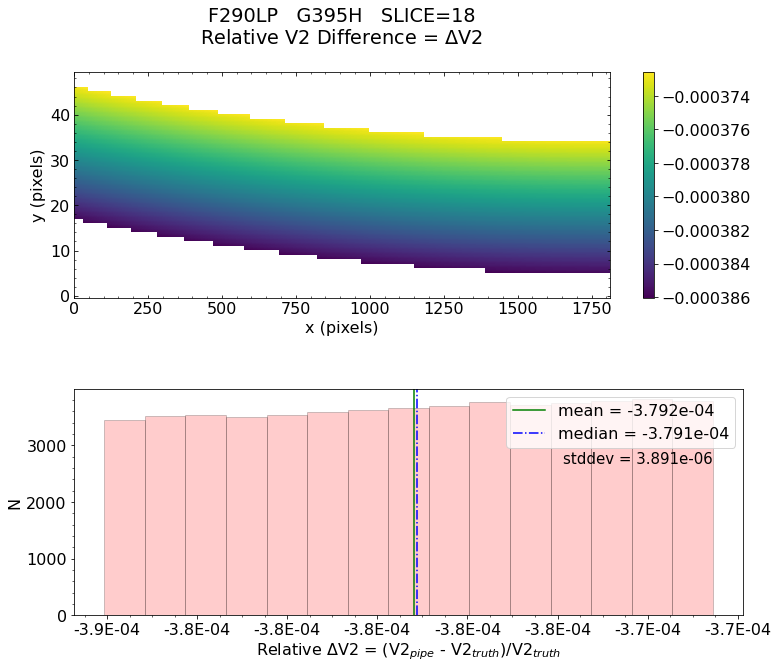 F290LP G395H SLICE=18
Relative V2 Difference = ΔV2
40
30
20
10
0
y (pixels)
0 250 500 750 1000 1250 1500 1750
x (pixels)
−0.000374
−0.000376
−0.000378
−0.000380
−0.000382
−0.000384
−0.000386
mean = -3.792e-04
median = -3.791e-04
stddev = 3.891e-06
3000
2000
1000
0
N
-3.9E-04 -3.8E-04 -3.8E-04 -3.8E-04 -3.8E-04 -3.8E-04 -3.7E-04 -3.7E-04
Relative ΔV2 = (V2pipe - V2truth)/V2truth